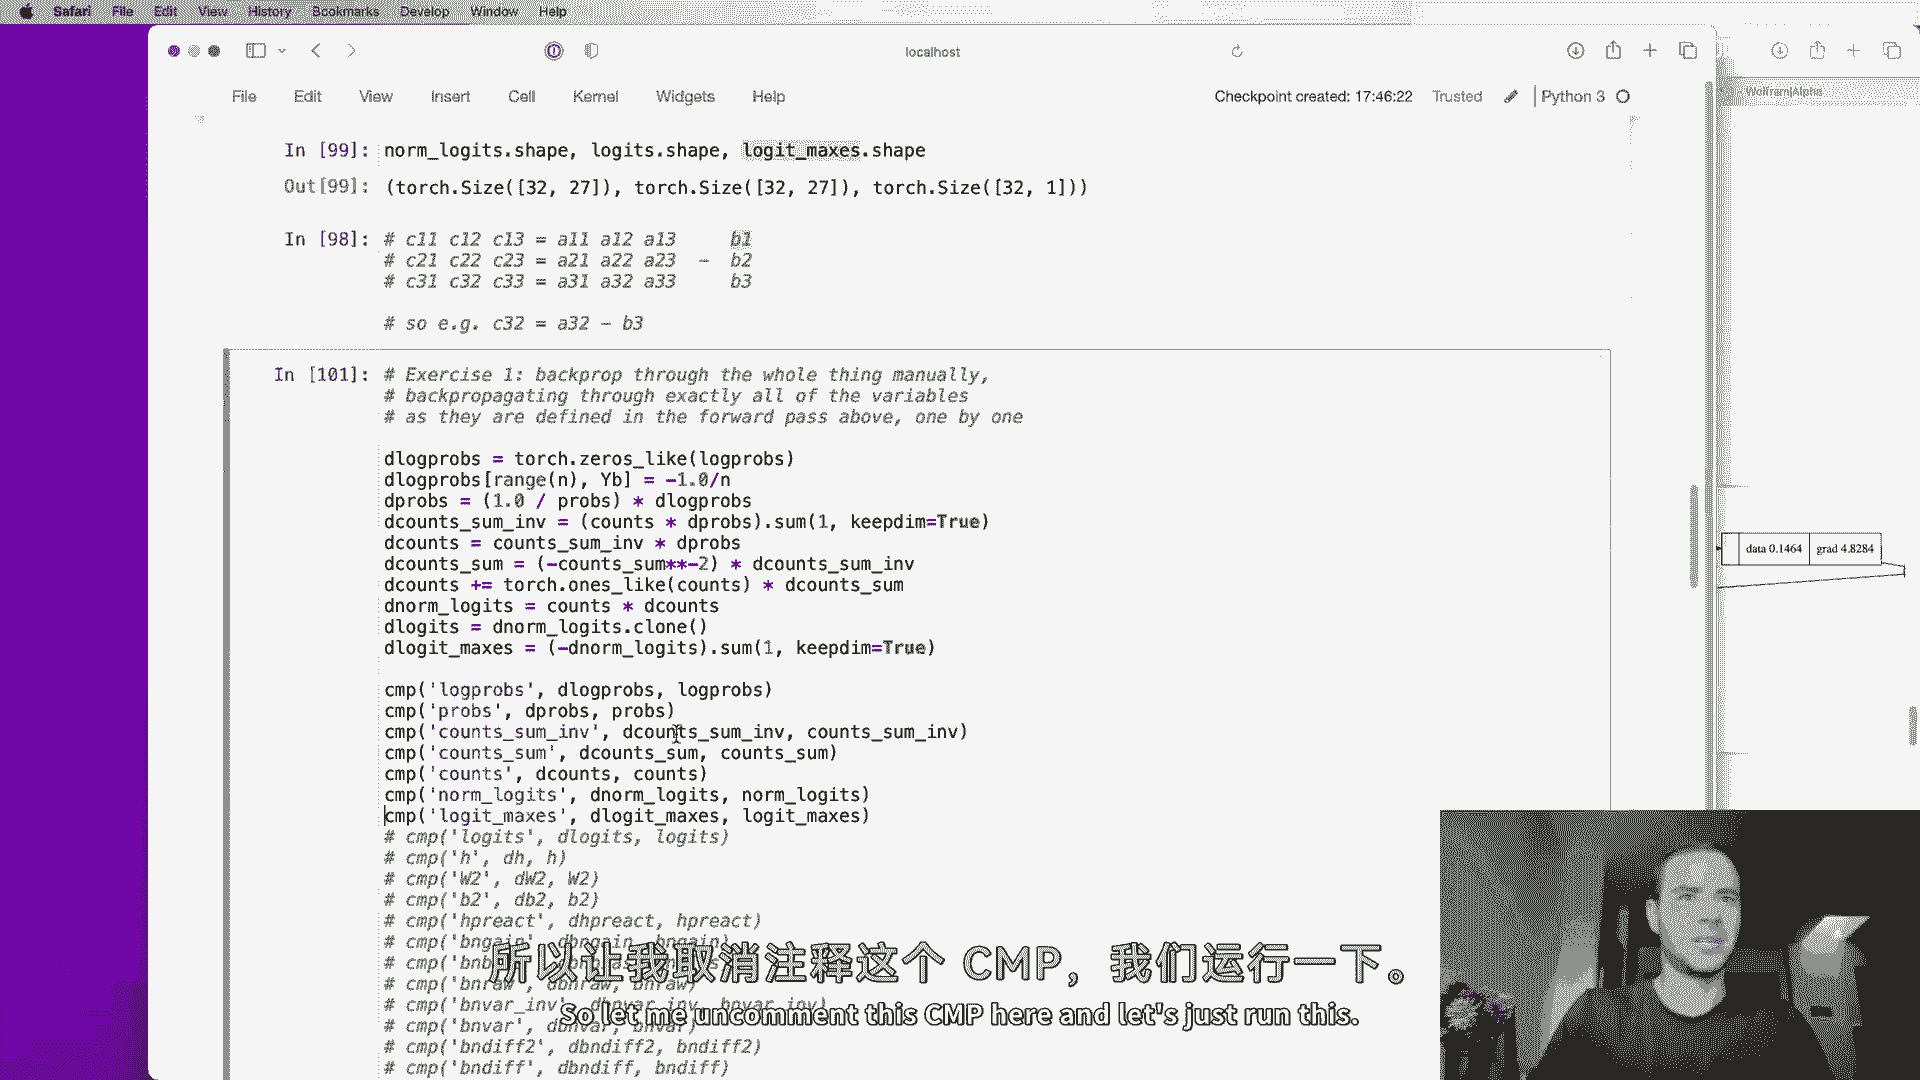 Safari File Edit View History Bookmarks Develop Window Help
localhost
File Edit View Insert Cell Kernel Widgets Help
Checkpoint created: 17:46:22 Trusted Python 3
Wolfram|Alpha
In [99]: norm_logits.shape, logits.shape, logit_maxes.shape
Out[99]: (torch.Size([32, 27]), torch.Size([32, 27]), torch.Size([32, 1]))
In [98]: # c11 c12 c13 = a11 a12 a13 b1
# c21 c22 c23 = a21 a22 a23 - b2
# c31 c32 c33 = a31 a32 a33 b3
# so e.g. c32 = a32 - b3
In [101]: # Exercise 1: backprop through the whole thing manually,
# backpropagating through exactly all of the variables
# as they are defined in the forward pass above, one by one
dlogprobs = torch.zeros_like(logprobs)
dlogprobs[range(n), Yb] = -1.0/n
dprobs = (1.0 / probs) * dlogprobs
dcounts_sum_inv = (counts * dprobs).sum(1, keepdim=True)
dcounts = counts_sum_inv * dprobs
dcounts_sum = (-counts_sum**-2) * dcounts_sum_inv
dcounts += torch.ones_like(counts) * dcounts_sum
dnorm_logits = counts * dcounts
dlogits = dnorm_logits.clone()
dlogit_maxes = (-dnorm_logits).sum(1, keepdim=True)
cmp('logprobs', dlogprobs, logprobs)
cmp('probs', dprobs, probs)
cmp('counts_sum_inv', dcounts_sum_inv, counts_sum_inv)
cmp('counts_sum', dcounts_sum, counts_sum)
cmp('counts', dcounts, counts)
cmp('norm_logits', dnorm_logits, norm_logits)
cmp('logit_maxes', dlogit_maxes, logit_maxes)
# cmp('logits', dlogits, logits)
# cmp('h', dh, h)
# cmp('W2', dW2, W2)
# cmp('b2', db2, b2)
# cmp('hpreact', dhpreact, hpreact)
# cmp('bngain', dbngain, bngain)
# cmp('bnraw', dbnraw, bnraw)
# cmp('bnvar_inv', dbnvar_inv, bnvar_inv)
# cmp('bnvar', dbnvar, bnvar)
# cmp('bndiff2', dbndiff2, bndiff2)
# cmp('bndiff', dbndiff, bndiff)
data 0.1464 grad 4.8284
所以让我取消注释这个 CMP，我们运行一下。
So let me uncomment this CMP here and let's just run this.